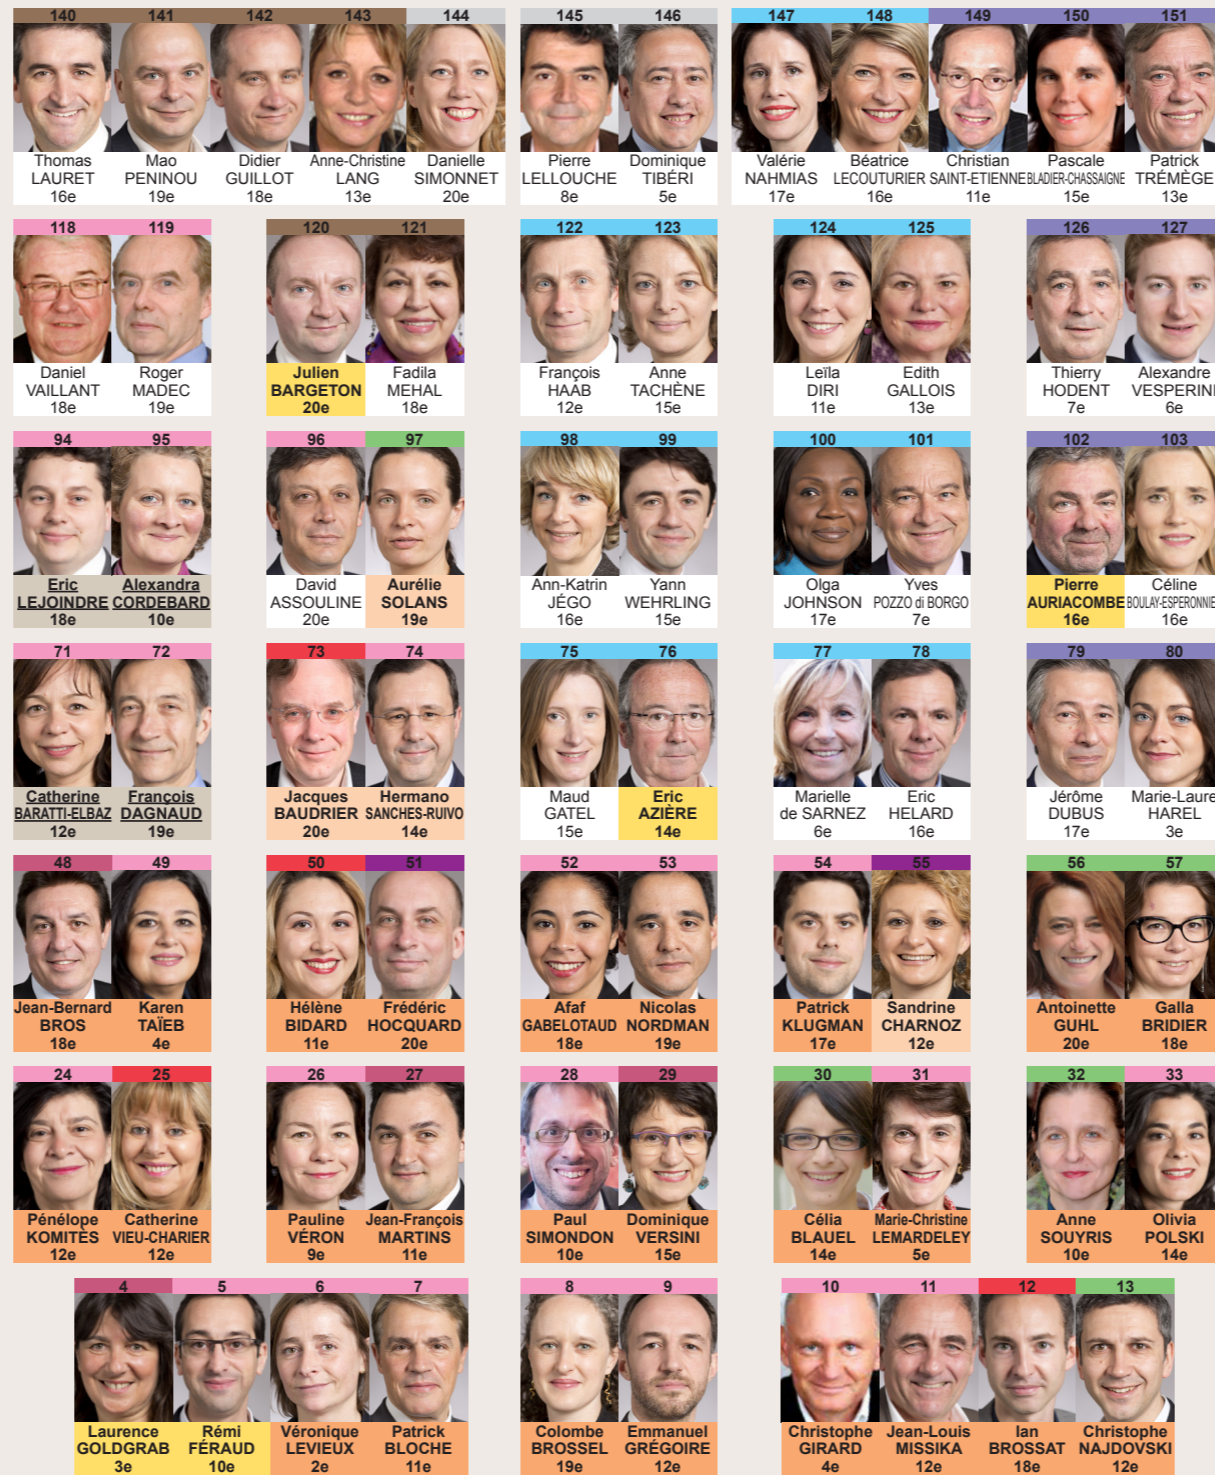 140 141 142 143 144 145 146 147 148 149 150 151
Thomas Mao Didier Anne-Christine Danielle Pierre Dominique Valérie Béatrice Christian Pascale Patrick
LAURET PENINOU GUILLOT LANG SIMONNET LELLOUCHE TIBÉRI NAHMIAS LECOUTURIER SAINT-ETIENNE BLADIER-CHASSAIGNE TRÉMÈGE
16e 19e 18e 13e 20e 8e 5e 17e 16e 11e 15e 13e
118 119 120 121 122 123 124 125 126 127
Daniel Roger Julien Fadila François Anne Leïla Edith Thierry Alexandre
VAILLANT MADEC BARGETON MEHAL HAAB TACHÈNE DIRI GALLOIS HODENT VESPERINI
18e 19e 20e 18e 12e 15e 11e 13e 7e 6e
94 95 96 97 98 99 100 101 102 103
Eric Alexandra David Aurélie Ann-Katrin Yann Olga Yves Pierre Céline
LEJOINDRE CORDEBARD ASSOULINE SOLANS JÉGO WEHRLING JOHNSON POZZO di BORGO AURIACOMBE BOULAY-ESPERONNIE
18e 10e 20e 19e 16e 15e 17e 7e 16e 16e
71 72 73 74 75 76 77 78 79 80
Catherine François Jacques Hermano Maud Eric Marielle Eric Jérôme Marie-Laure
BARATTI-ELBAZ DAGNAUD BAUDRIER SANCHES-RUIVO GATEL AZIÈRE de SARNEZ HELARD DUBUS HAREL
12e 19e 20e 14e 15e 14e 6e 16e 17e 3e
48 49 50 51 52 53 54 55 56 57
Jean-Bernard Karen Hélène Frédéric Afaf Nicolas Patrick Sandrine Antoinette Galla
BROS TAÏEB BIDARD HOCQUARD GABELOTAUD NORDMAN KLUGMAN CHARNOZ GUHL BRIDIER
18e 4e 11e 20e 18e 19e 17e 12e 20e 18e
24 25 26 27 28 29 30 31 32 33
Pénélope Catherine Pauline Jean-François Paul Dominique Célia Marie-Christine Anne Olivia
KOMITÈS VIEU-CHARIER VÉRON MARTINS SIMONDON VERSINI BLAUEL LEMARDELEY SOUYRIS POLSKI
12e 12e 9e 11e 10e 15e 14e 5e 10e 14e
4 5 6 7 8 9 10 11 12 13
Laurence Rémi Véronique Patrick Colombe Emmanuel Christophe Jean-Louis Ian Christophe
GOLDGRAB FÉRAUD LEVIEUX BLOCHE BROSSEL GRÉGOIRE GIRARD MISSIKA BROSSAT NAJDOVSKI
3e 10e 2e 11e 19e 12e 4e 12e 18e 12e